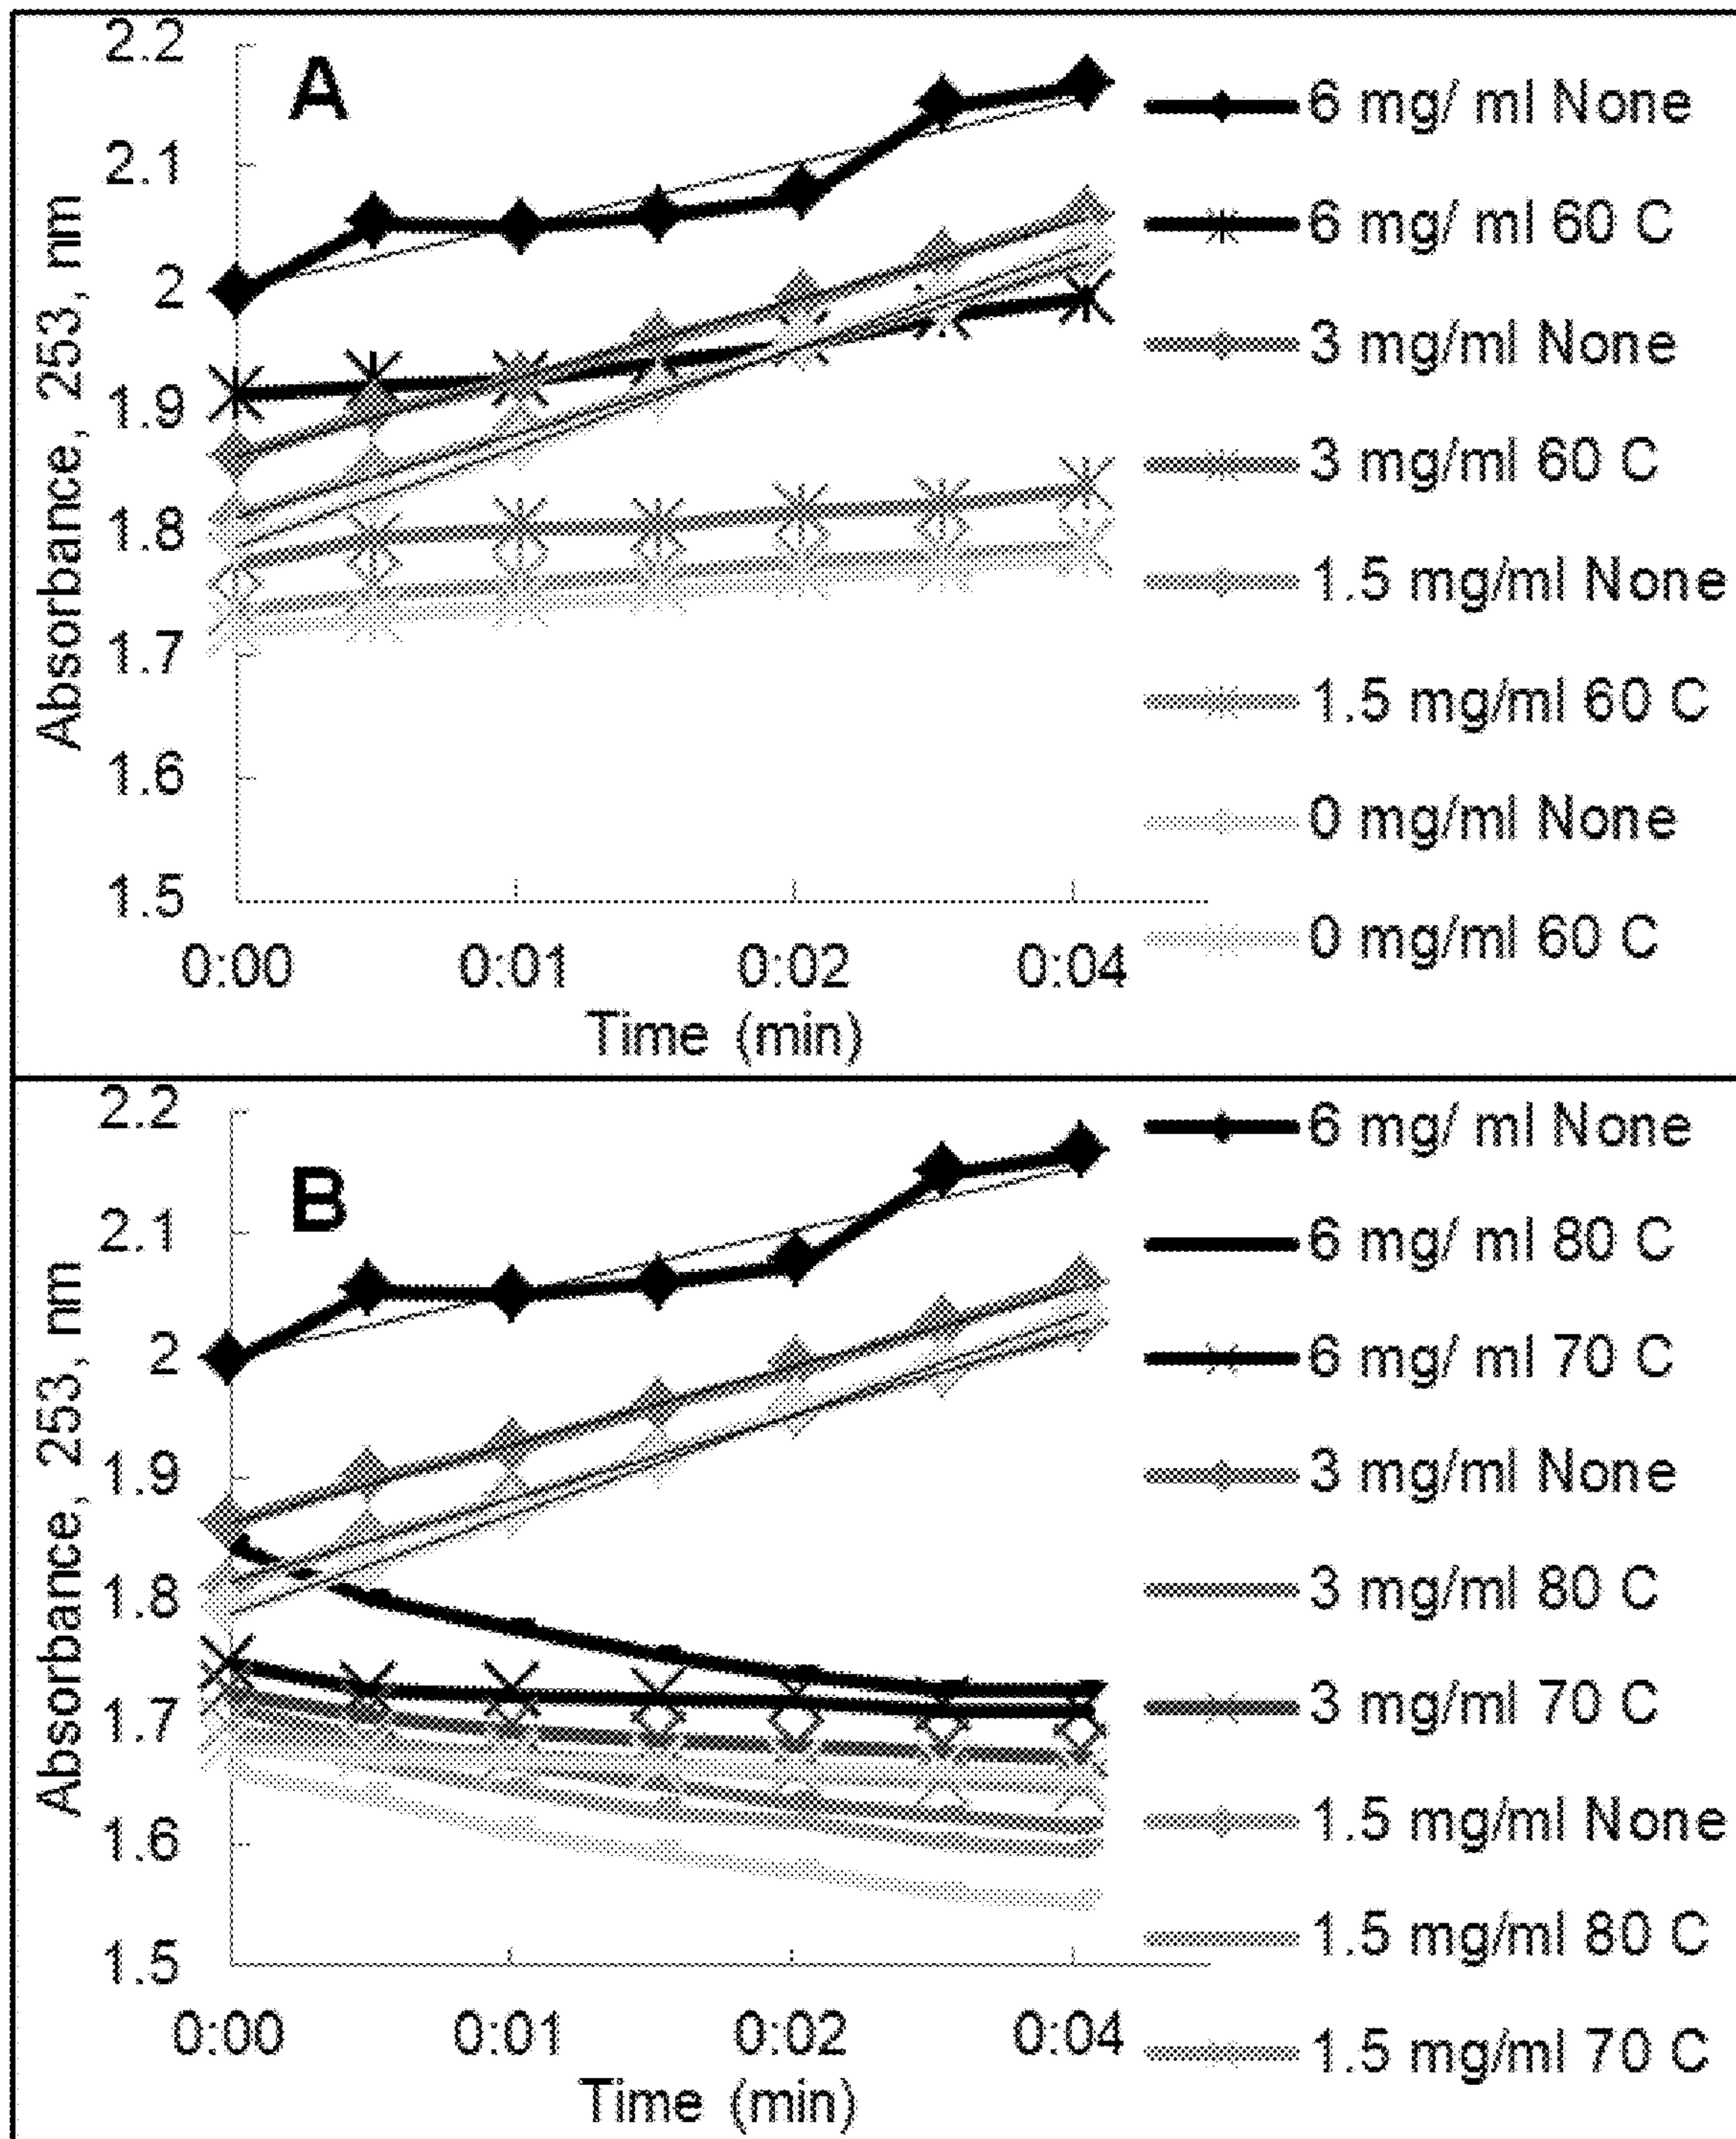 A
2.2
2.1
2
1.9
1.8
1.7
1.6
1.5
Absorbance, 253, nm
0:00 0:01 0:02 0:04
Time (min)
6 mg/ ml None
6 mg/ ml 60 C
3 mg/ml None
3 mg/ml 60 C
1.5 mg/ml None
1.5 mg/ml 60 C
0 mg/ml None
0 mg/ml 60 C
B
2.2
2.1
2
1.9
1.8
1.7
1.6
1.5
Absorbance, 253, nm
0:00 0:01 0:02 0:04
Time (min)
6 mg/ ml None
6 mg/ ml 80 C
6 mg/ ml 70 C
3 mg/ml None
3 mg/ml 80 C
3 mg/ml 70 C
1.5 mg/ml None
1.5 mg/ml 80 C
1.5 mg/ml 70 C